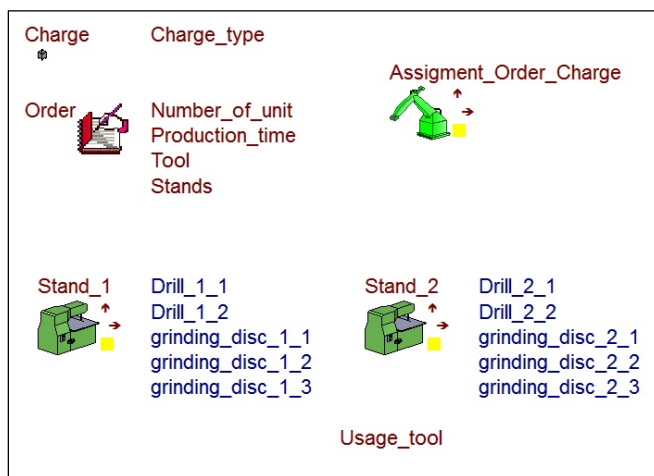 Charge Charge_type
Assigment_Order_Charge
Order Number_of_unit
Production_time
Tool
Stands
Stand_1 Drill_1_1 Stand_2 Drill_2_1
Drill_1_2 Drill_2_2
grinding_disc_1_1 grinding_disc_2_1
grinding_disc_1_2 grinding_disc_2_2
grinding_disc_1_3 grinding_disc_2_3
Usage_tool